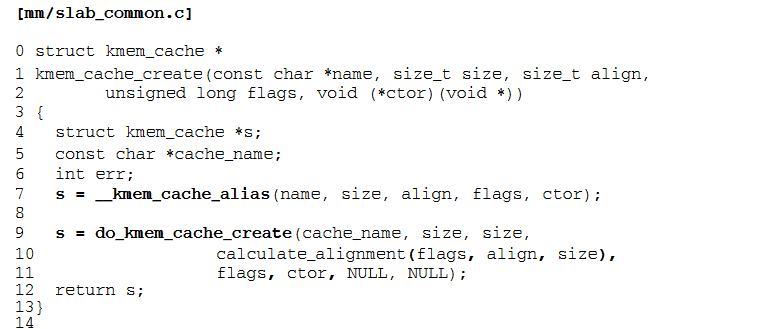 [mm/slab_common.c]
0 struct kmem_cache *
1 kmem_cache_create(const char *name, size_t size, size_t align,
2        unsigned long flags, void (*ctor)(void *))
3 {
4   struct kmem_cache *s;
5   const char *cache_name;
6   int err;
7   s = __kmem_cache_alias(name, size, align, flags, ctor);
8
9   s = do_kmem_cache_create(cache_name, size, size,
10                  calculate_alignment(flags, align, size),
11                  flags, ctor, NULL, NULL);
12  return s;
13}
14